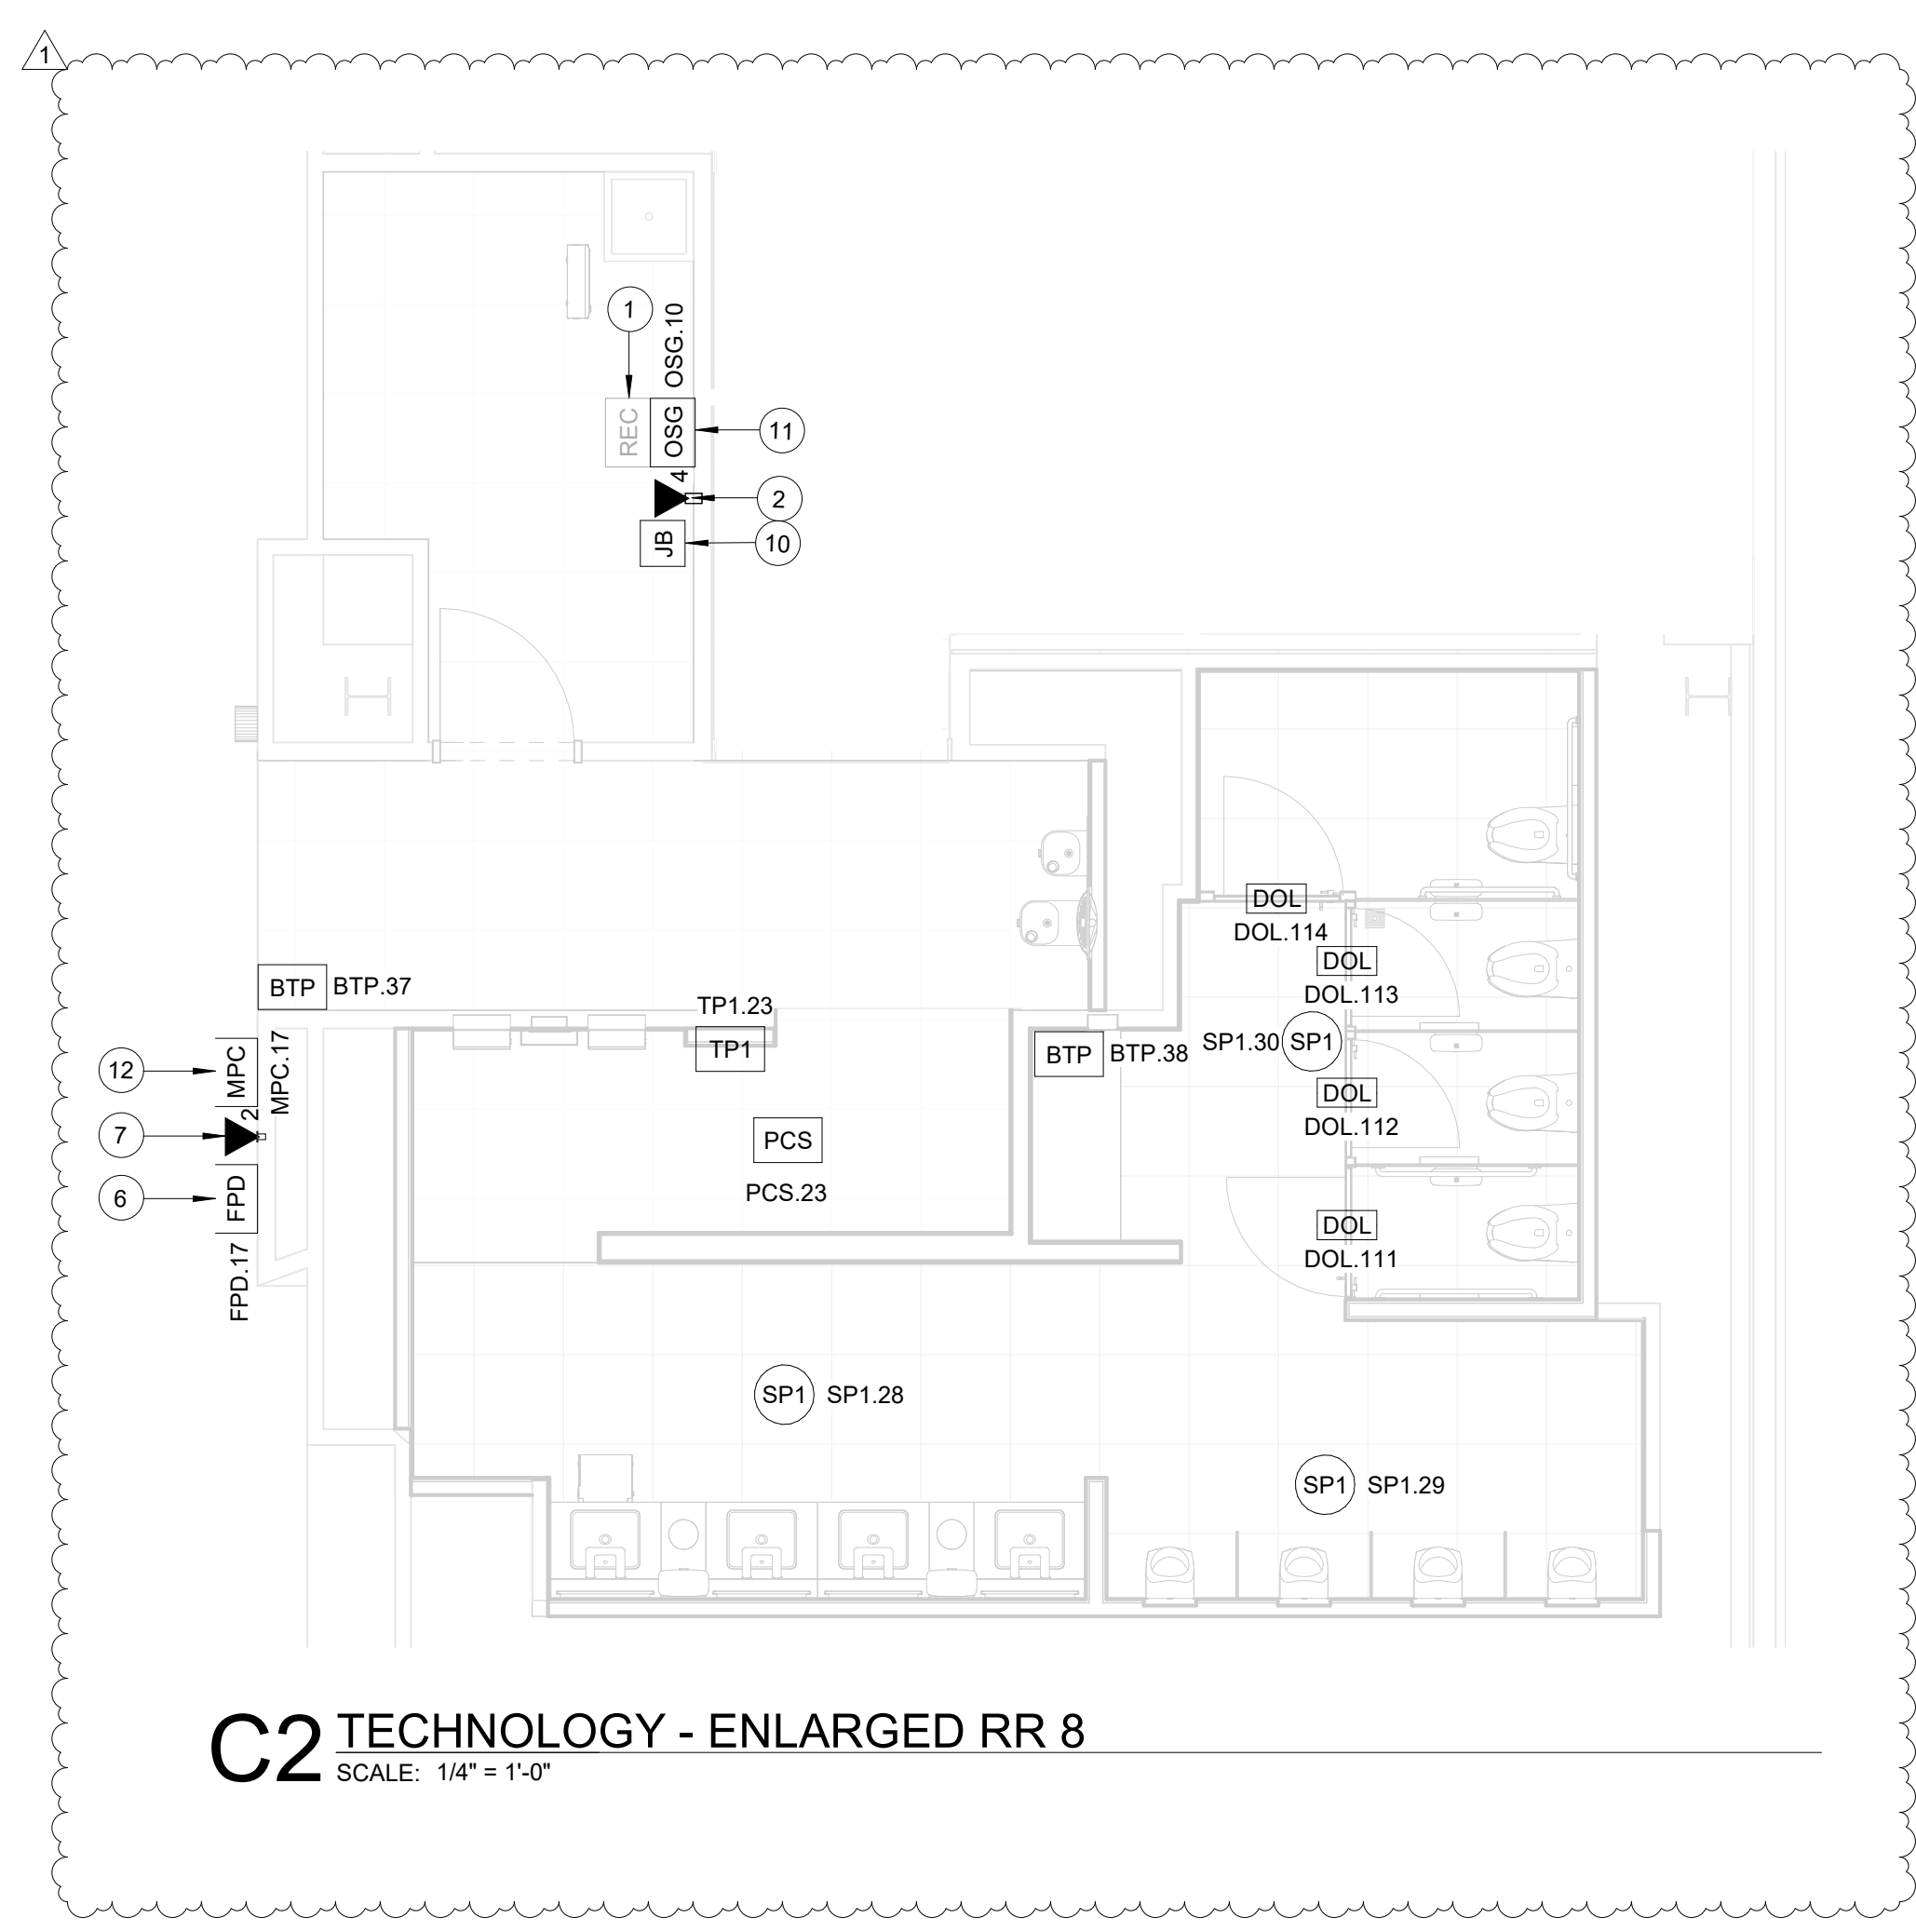 1
1
OSG.10
REC
OSG
11
4
2
JB
10
DOL
DOL.114
DOL
DOL.113
BTP BTP.37
TP1.23
TP1
BTP BTP.38
SP1.30 SP1
12
MPC
MPC.17
2
7
DOL
DOL.112
PCS
PCS.23
6
FPD
FPD.17
DOL
DOL.111
SP1 SP1.28
SP1 SP1.29
C2 TECHNOLOGY - ENLARGED RR 8
SCALE: 1/4" = 1'-0"